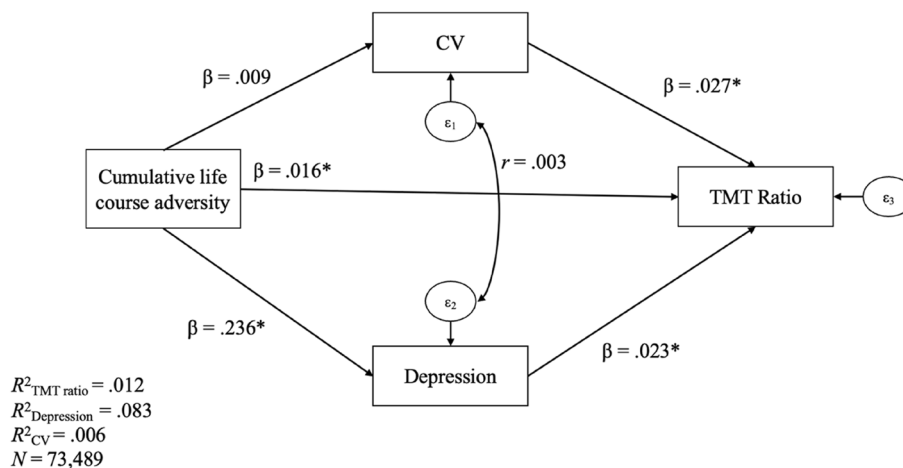 CV
β = .009
β = .027*
ε1
r = .003
Cumulative life
course adversity
β = .016*
TMT Ratio
ε3
ε2
β = .236*
β = .023*
Depression
R²TMT ratio = .012
R²Depression = .083
R²CV = .006
N = 73,489